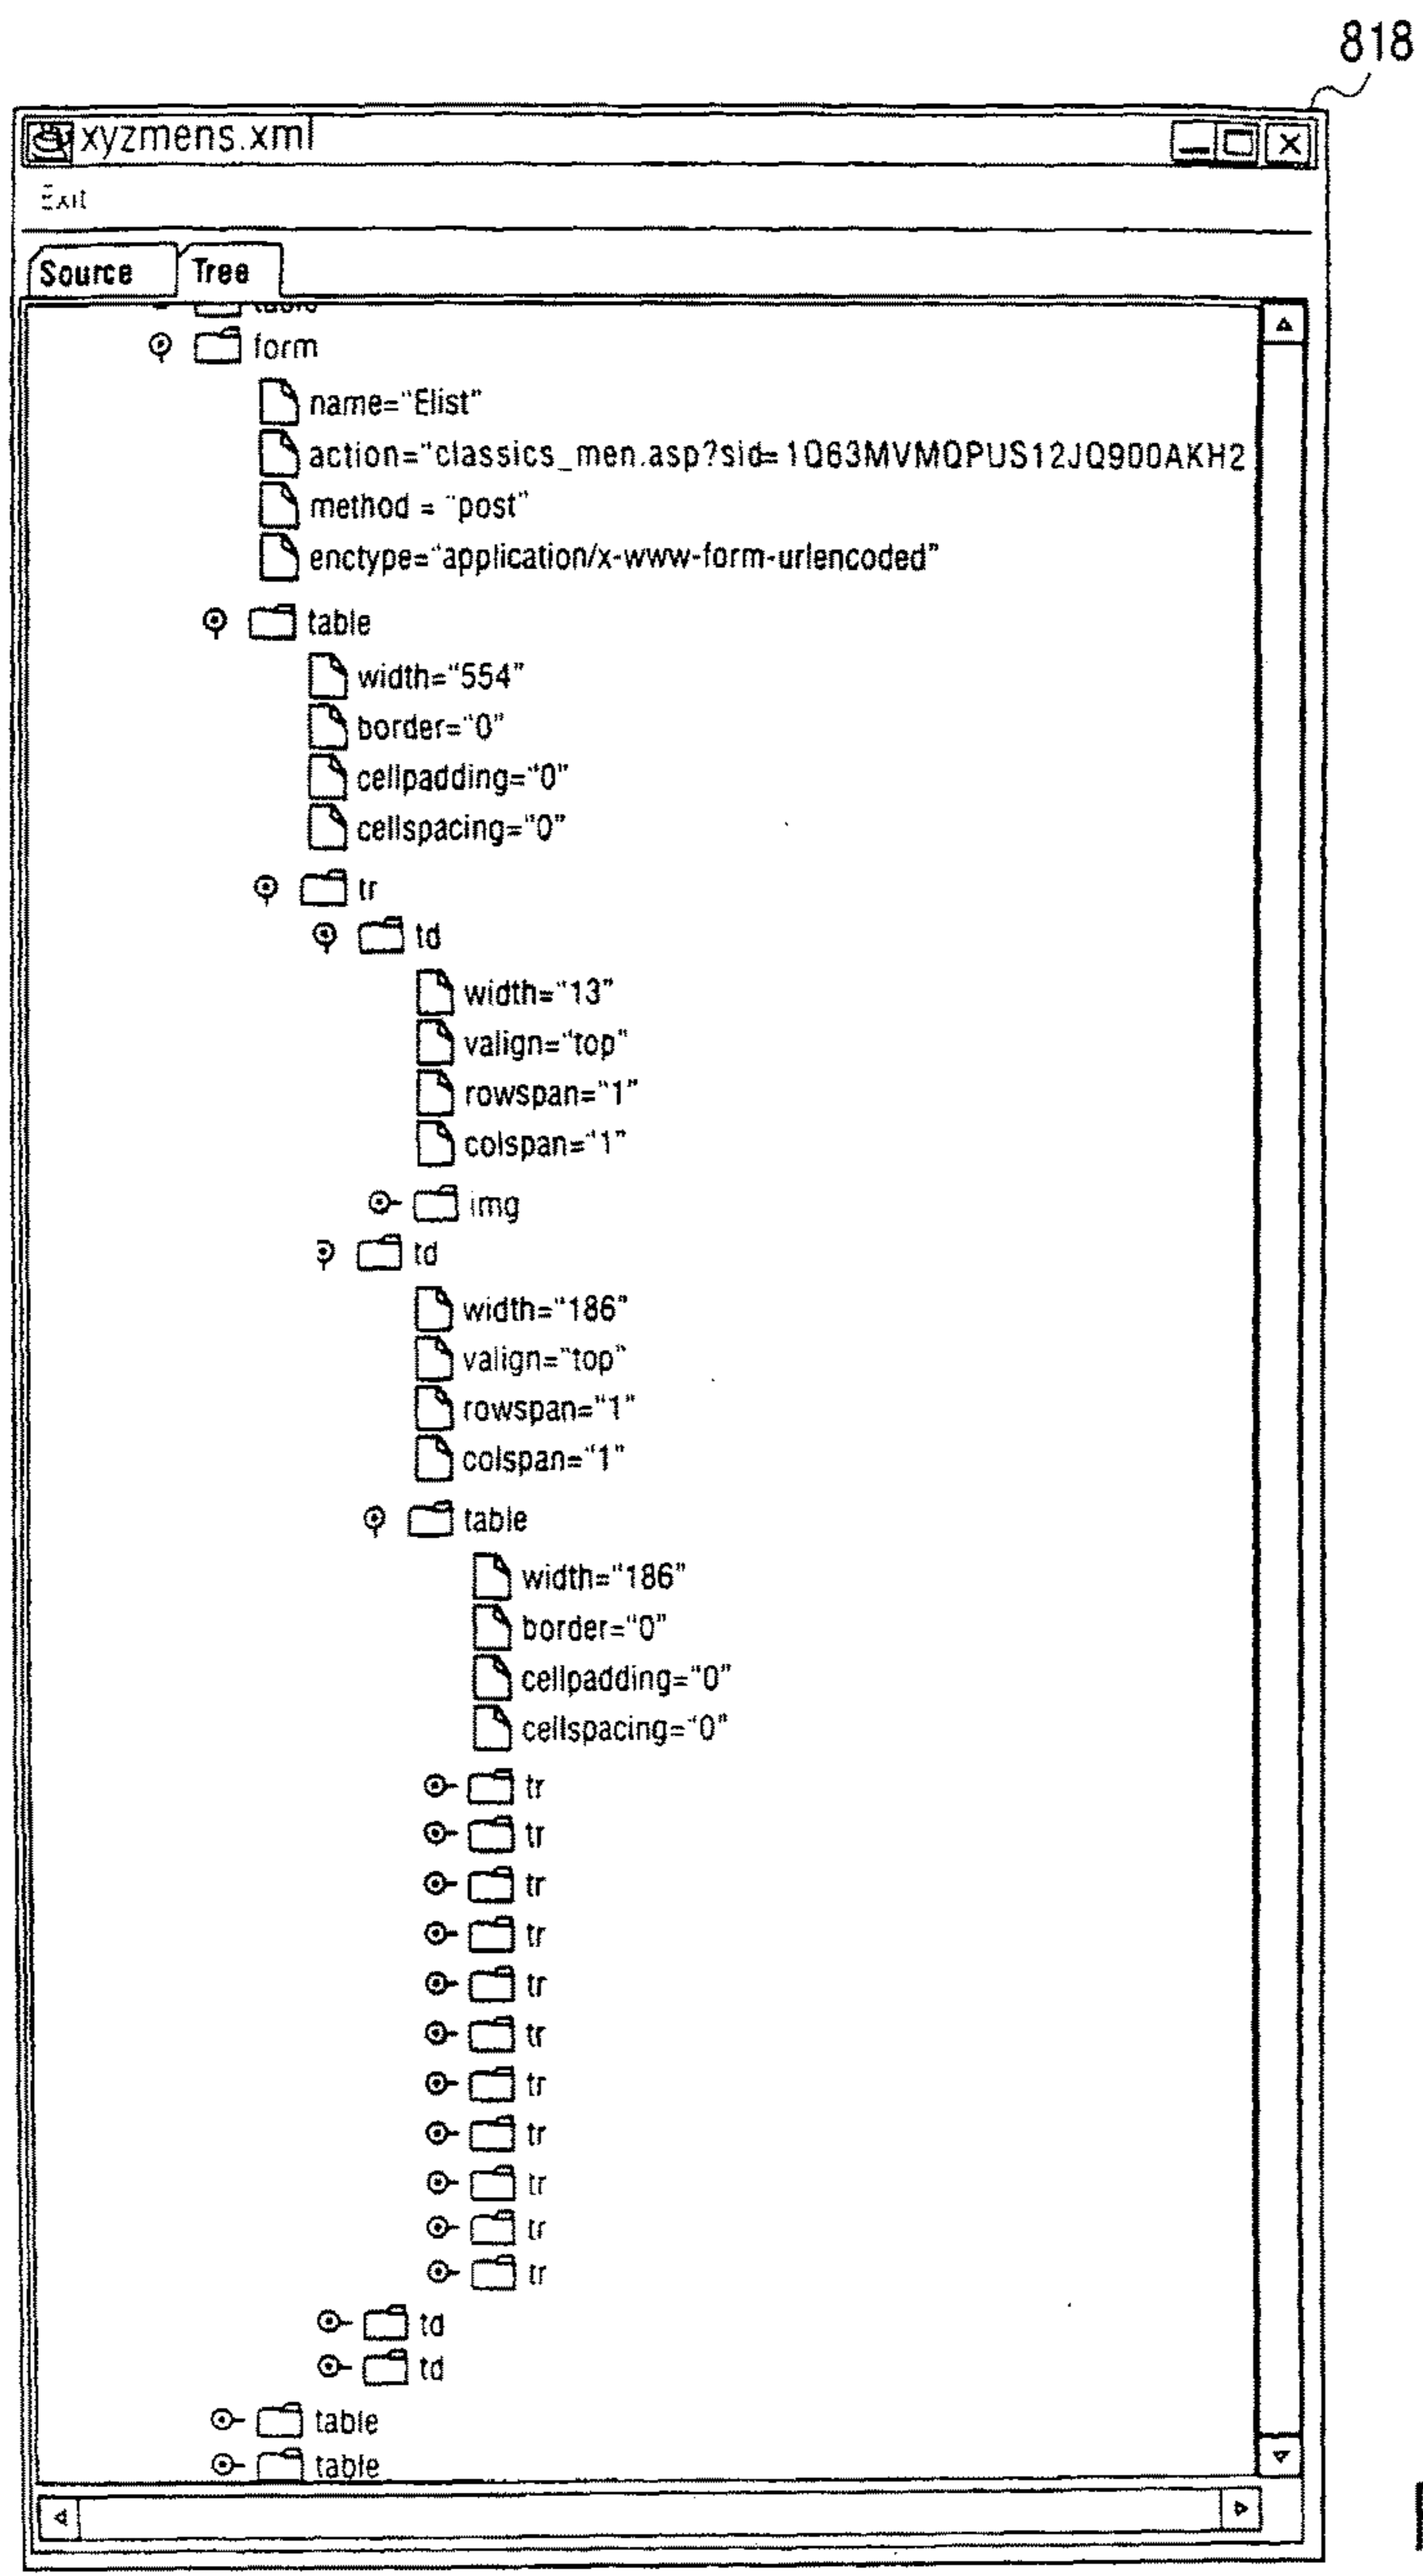 818
xyzmens.xml
Exit
Source Tree
table
form
name="Elist"
action="classics_men.asp?sid=1Q63MVMQPUS12JQ900AKH2
method = "post"
enctype="application/x-www-form-urlencoded"
table
width="554"
border="0"
cellpadding="0"
cellspacing="0"
tr
td
width="13"
valign="top"
rowspan="1"
colspan="1"
img
td
width="186"
valign="top"
rowspan="1"
colspan="1"
table
width="186"
border="0"
cellpadding="0"
cellspacing="0"
tr
tr
tr
tr
tr
tr
tr
tr
tr
tr
tr
td
td
table
table